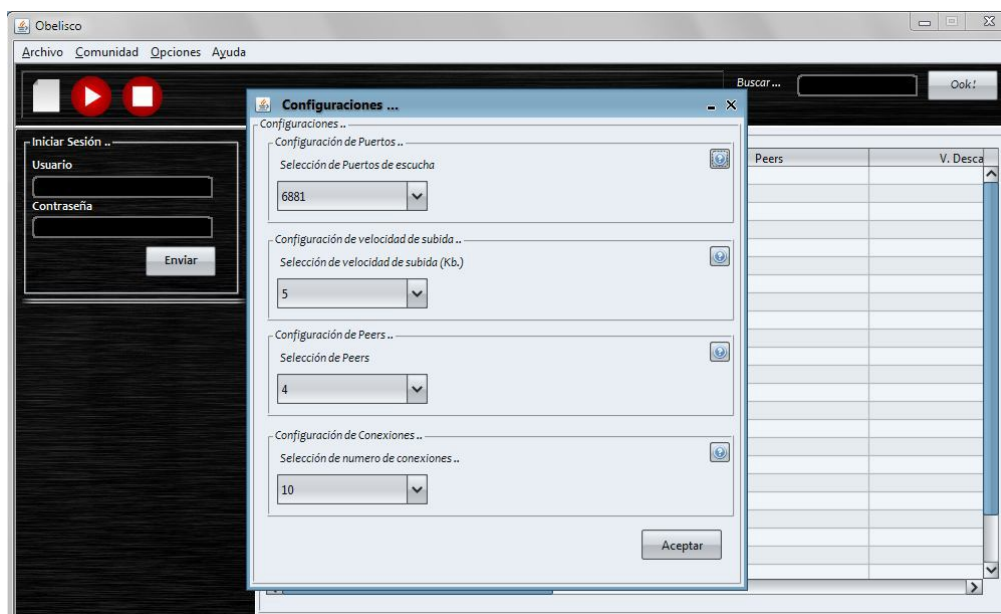 Obelisco
Archivo Comunidad Opciones Ayuda
Buscar ...
Ook!
Iniciar Sesión ..
Usuario
Contraseña
Enviar
Configuraciones ...
Configuraciones ..
Configuración de Puertos ..
Selección de Puertos de escucha
6881
Configuración de velocidad de subida ..
Selección de velocidad de subida (Kb.)
5
Configuración de Peers ..
Selección de Peers
4
Configuración de Conexiones ..
Selección de numero de conexiones ..
10
Aceptar
Peers V. Desca